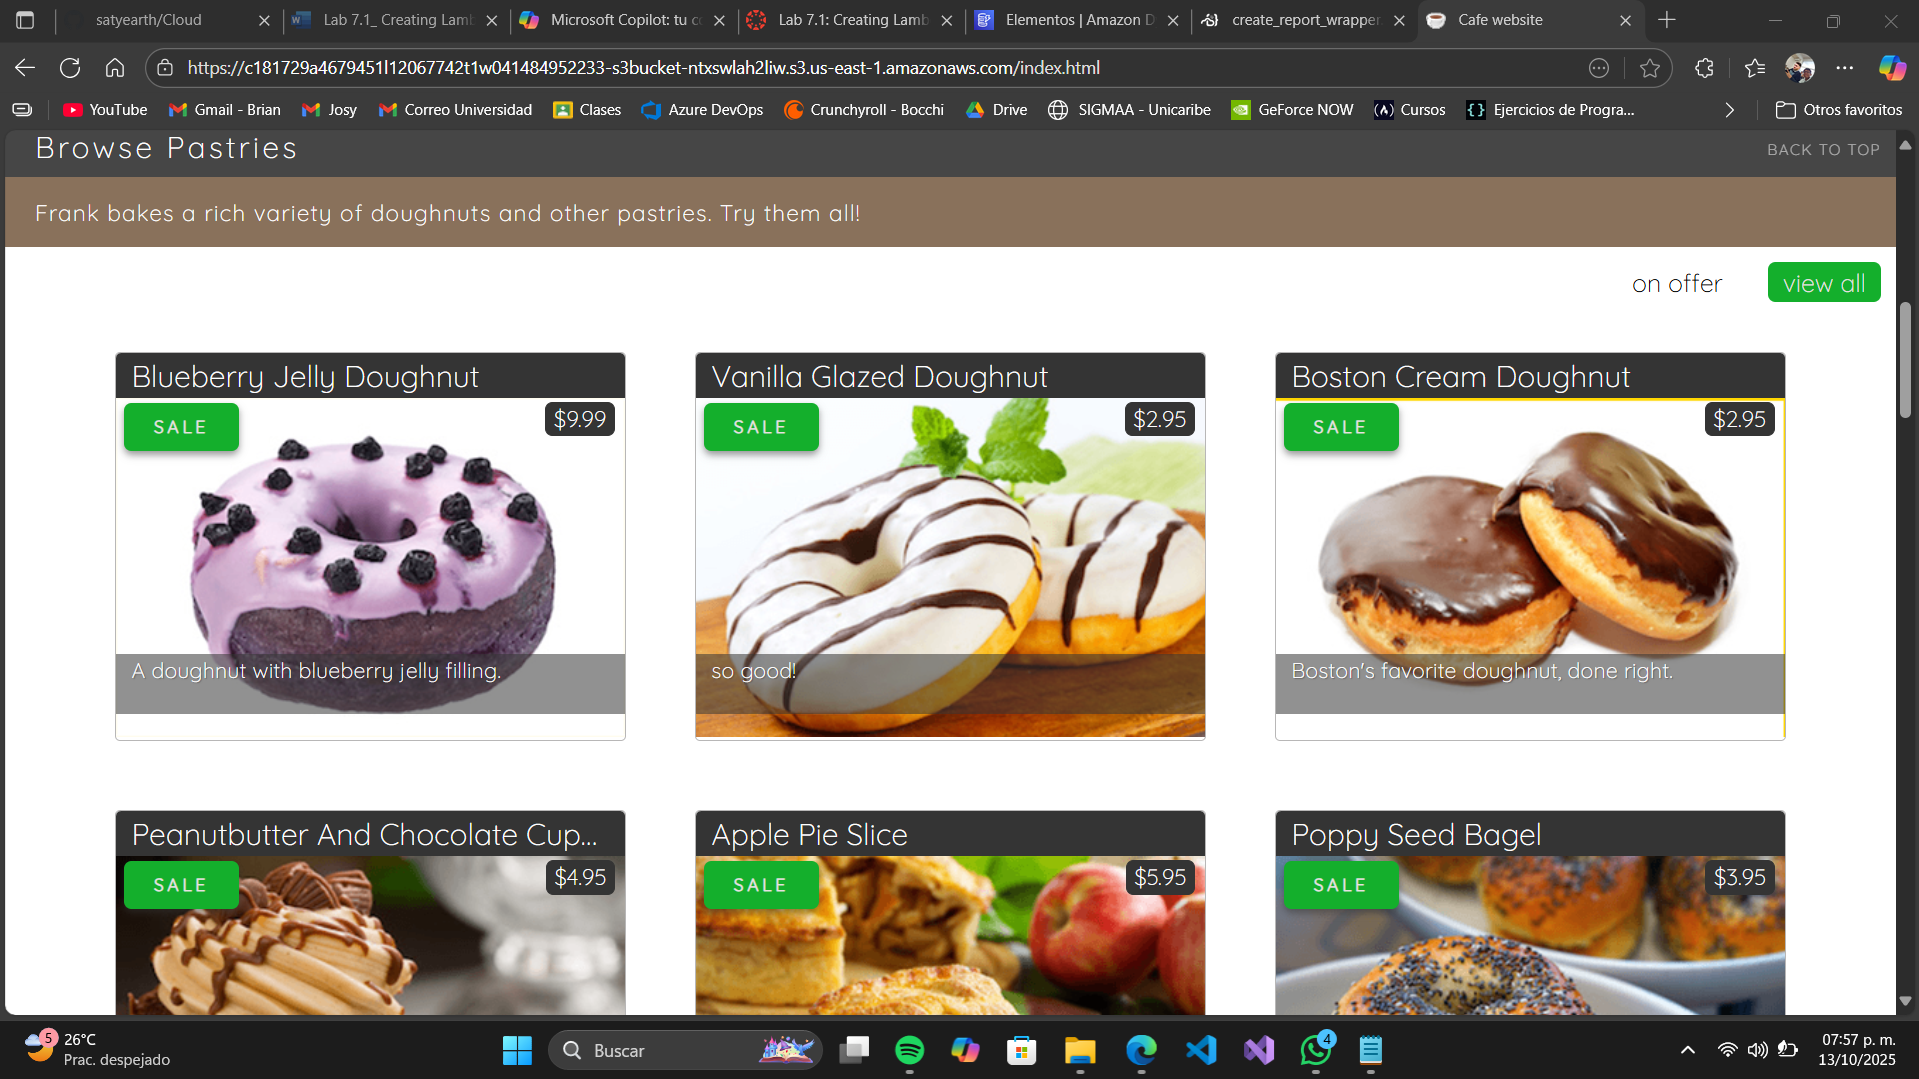 satyearth/Cloud
Lab 7.1_ Creating Lamb
Microsoft Copilot: tu co
Lab 7.1: Creating Lamb
Elementos | Amazon D
create_report_wrapper
Cafe website
https://c181729a4679451l12067742t1w041484952233-s3bucket-ntxswlah2liw.s3.us-east-1.amazonaws.com/index.html
YouTube
Gmail - Brian
Josy
Correo Universidad
Clases
Azure DevOps
Crunchyroll - Bocchi
Drive
SIGMAA - Unicaribe
GeForce NOW
Cursos
Ejercicios de Progra...
Otros favoritos
Browse Pastries
BACK TO TOP
Frank bakes a rich variety of doughnuts and other pastries. Try them all!
on offer
view all
Blueberry Jelly Doughnut
SALE
$9.99
A doughnut with blueberry jelly filling.
Vanilla Glazed Doughnut
SALE
$2.95
so good!
Boston Cream Doughnut
SALE
$2.95
Boston's favorite doughnut, done right.
Peanutbutter And Chocolate Cup...
SALE
$4.95
Apple Pie Slice
SALE
$5.95
Poppy Seed Bagel
SALE
$3.95
5
26°C
Prac. despejado
Buscar
4
07:57 p. m.
13/10/2025